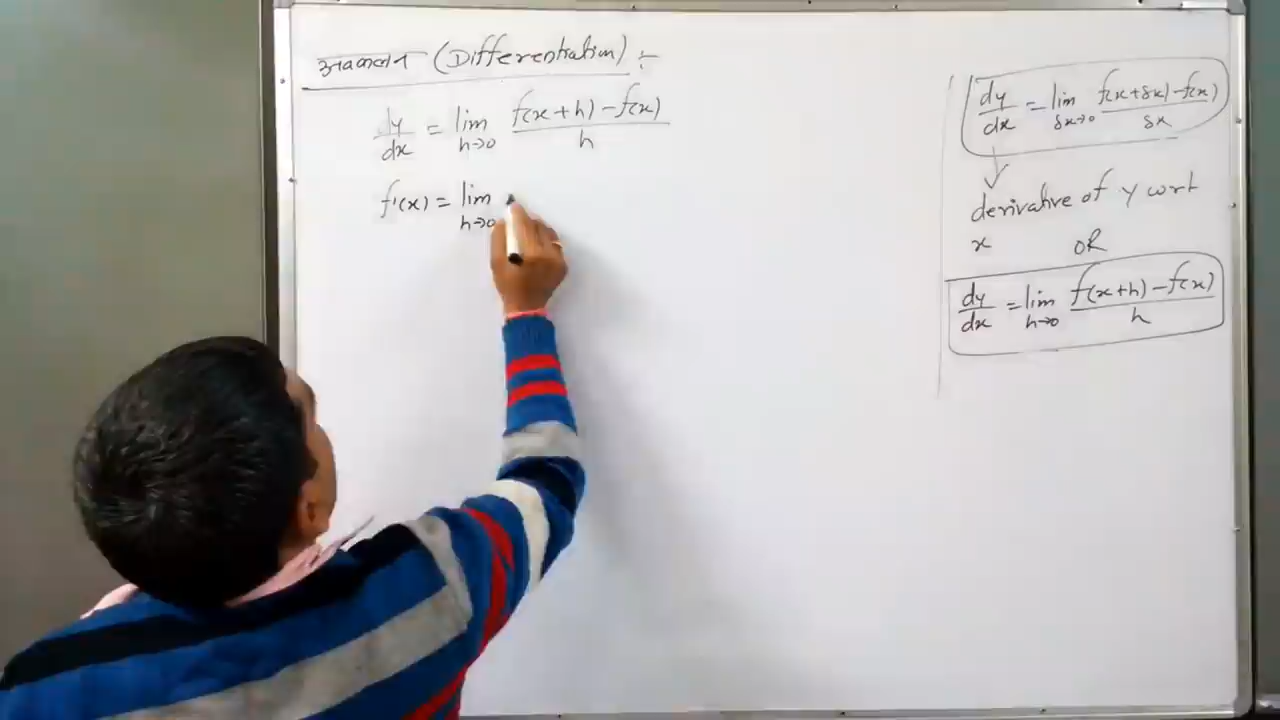 अवकलन (Differentiation) :-
dy/dx = lim h→0 f(x+h)-f(x)/h
f'(x) = lim h→0
dy/dx = lim δx→0 f(x+δx)-f(x)/δx
derivative of y wort
x OR
dy/dx = lim h→0 f(x+h)-f(x)/h